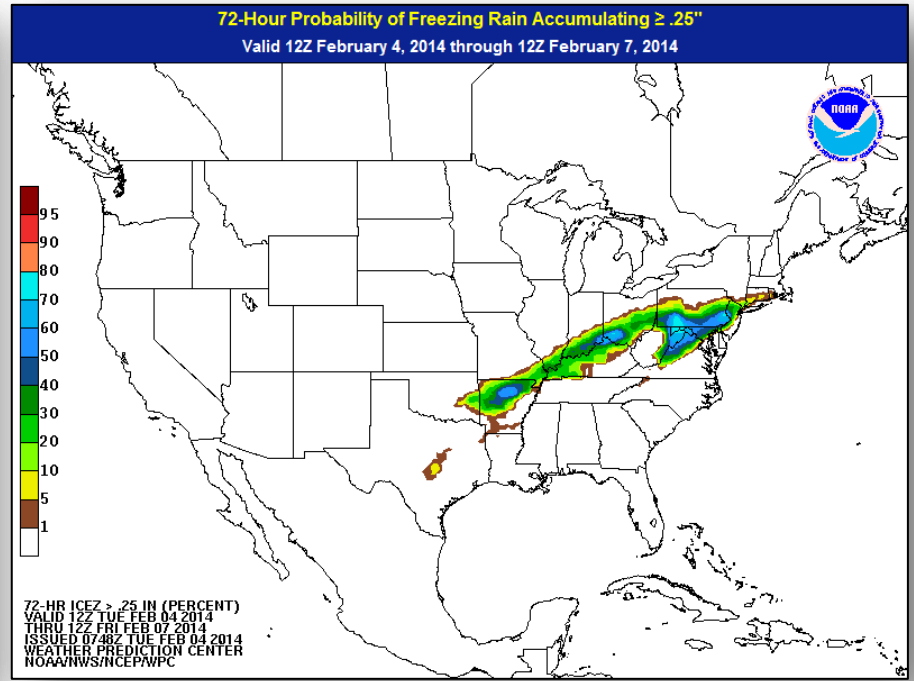 72-Hour Probability of Freezing Rain Accumulating ≥ .25"
Valid 12Z February 4, 2014 through 12Z February 7, 2014
NOAA
95
90
80
70
60
50
40
30
20
10
5
1
72-HR ICEZ > .25 IN (PERCENT)
VALID 12Z TUE FEB 04 2014
THRU 12Z FRI FEB 07 2014
ISSUED 0748Z TUE FEB 04 2014
WEATHER PREDICTION CENTER
NOAA/NWS/NCEP/WPC